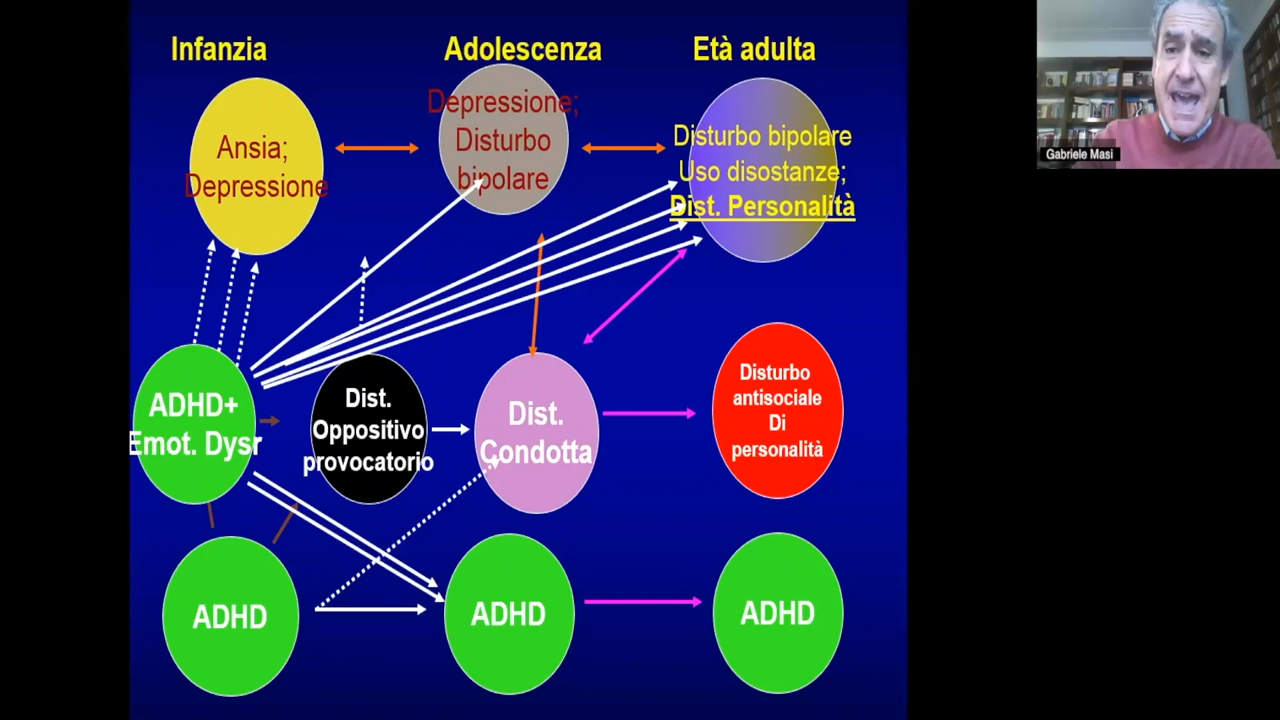 Infanzia
Adolescenza
Età adulta
Gabriele Masi
Ansia;
Depressione
Depressione;
Disturbo
bipolare
Disturbo bipolare
Uso disostanze;
Dist. Personalità
ADHD+
Emot. Dysr
Dist.
Oppositivo
provocatorio
Dist.
Condotta
Disturbo
antisociale
Di
personalità
ADHD
ADHD
ADHD